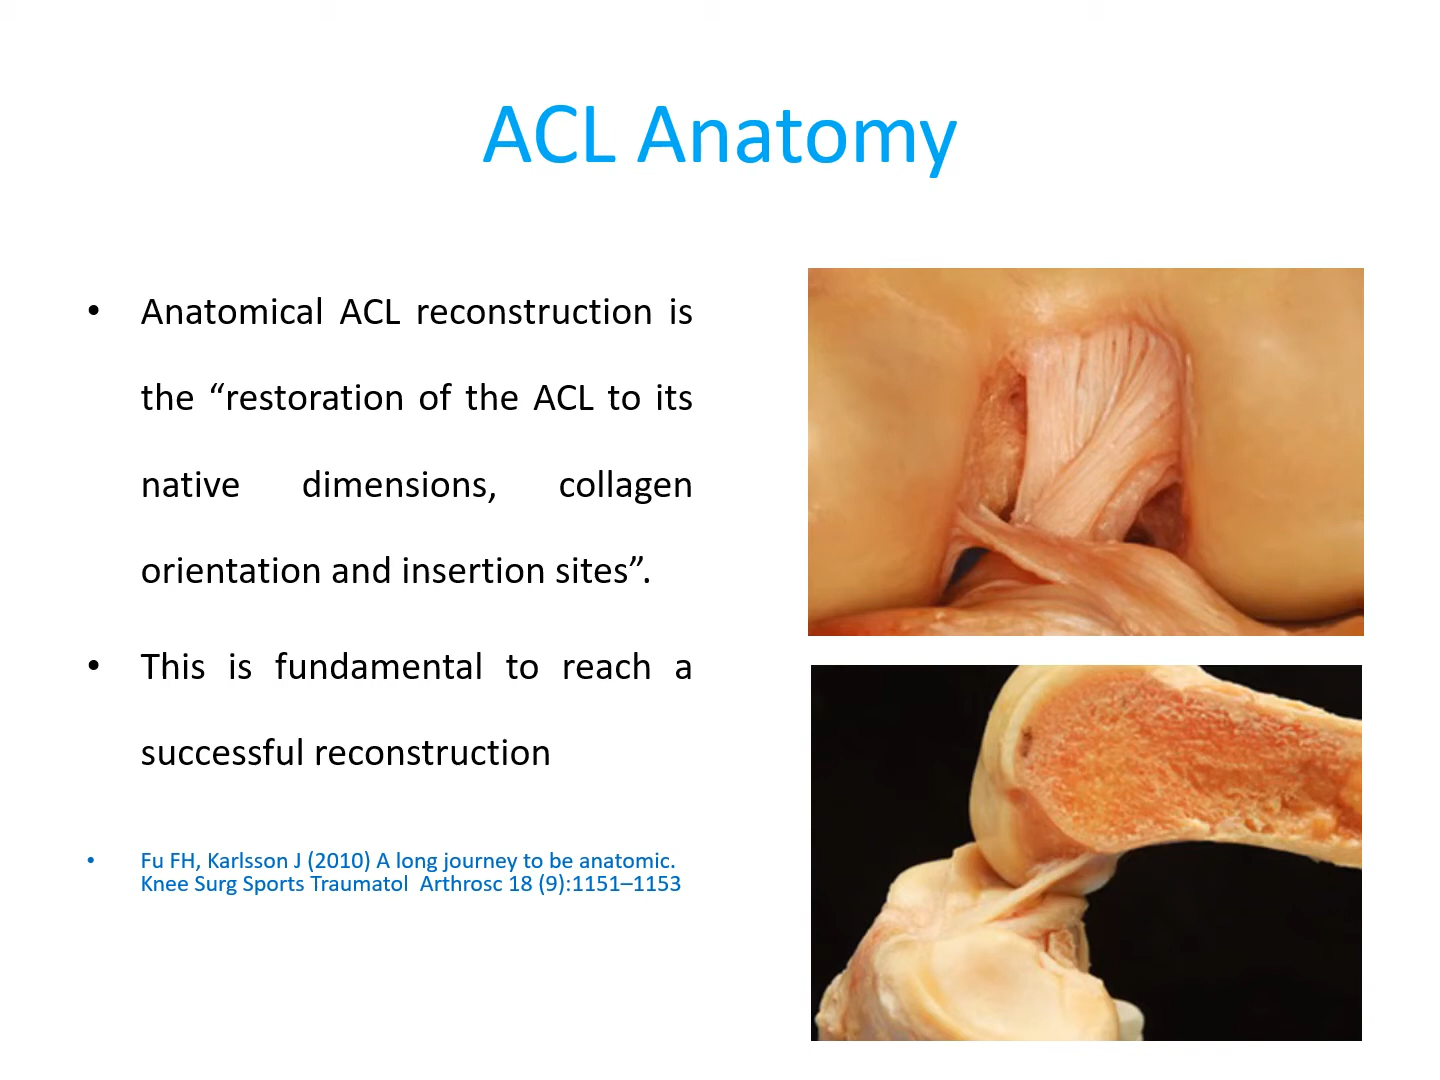 ACL Anatomy
• Anatomical ACL reconstruction is
the “restoration of the ACL to its
native dimensions, collagen
orientation and insertion sites”.
• This is fundamental to reach a
successful reconstruction
• Fu FH, Karlsson J (2010) A long journey to be anatomic.
Knee Surg Sports Traumatol Arthrosc 18 (9):1151–1153